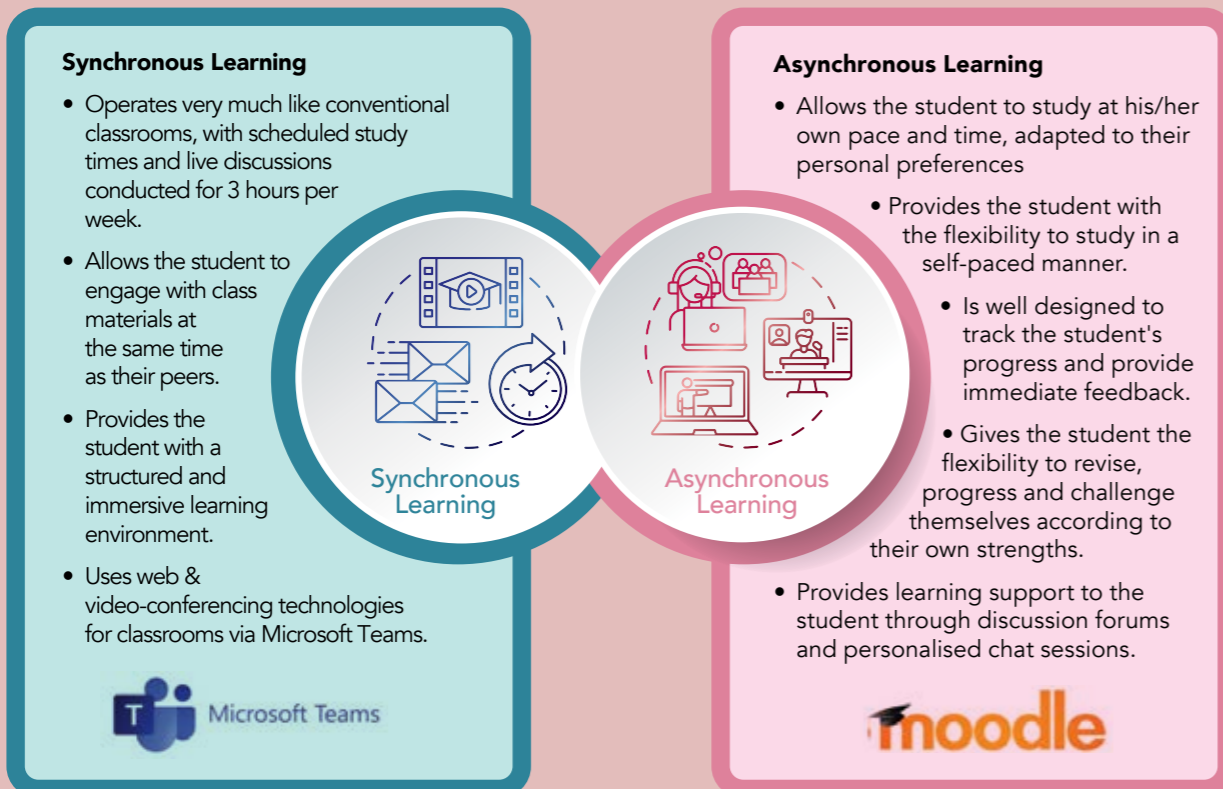 Synchronous Learning
• Operates very much like conventional
classrooms, with scheduled study
times and live discussions
conducted for 3 hours per
week.
• Allows the student to
engage with class
materials at
the same time
as their peers.
• Provides the
student with a
structured and
immersive learning
environment.
• Uses web &
video-conferencing technologies
for classrooms via Microsoft Teams.
T
Microsoft Teams
Synchronous
Learning
Asynchronous
Learning
Asynchronous Learning
• Allows the student to study at his/her
own pace and time, adapted to their
personal preferences
• Provides the student with
the flexibility to study in a
self-paced manner.
• Is well designed to
track the student's
progress and provide
immediate feedback.
• Gives the student the
flexibility to revise,
progress and challenge
themselves according to
their own strengths.
• Provides learning support to the
student through discussion forums
and personalised chat sessions.
moodle